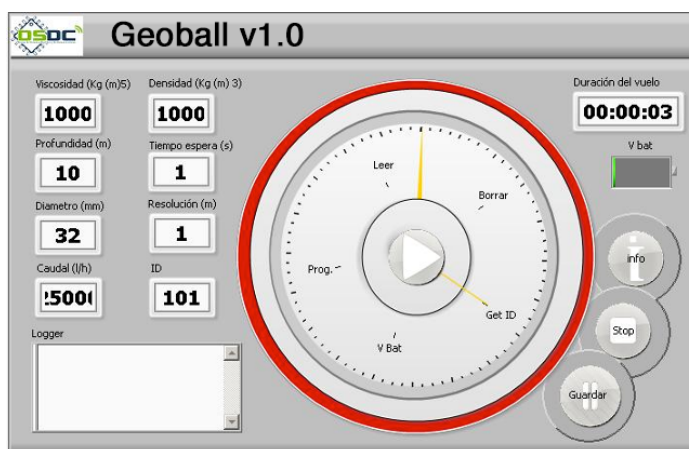 OSDC
Geoball v1.0
Viscosidad (Kg (m)5)
Densidad (Kg (m) 3)
1000
1000
Profundidad (m)
Tiempo espera (s)
10
1
Diametro (mm)
Resolución (m)
32
1
Caudal (l/h)
ID
101
Logger
Leer
Borrar
Prog.
Get ID
V Bat
Duración del vuelo
00:00:03
V bat
info
Stop
Guardar